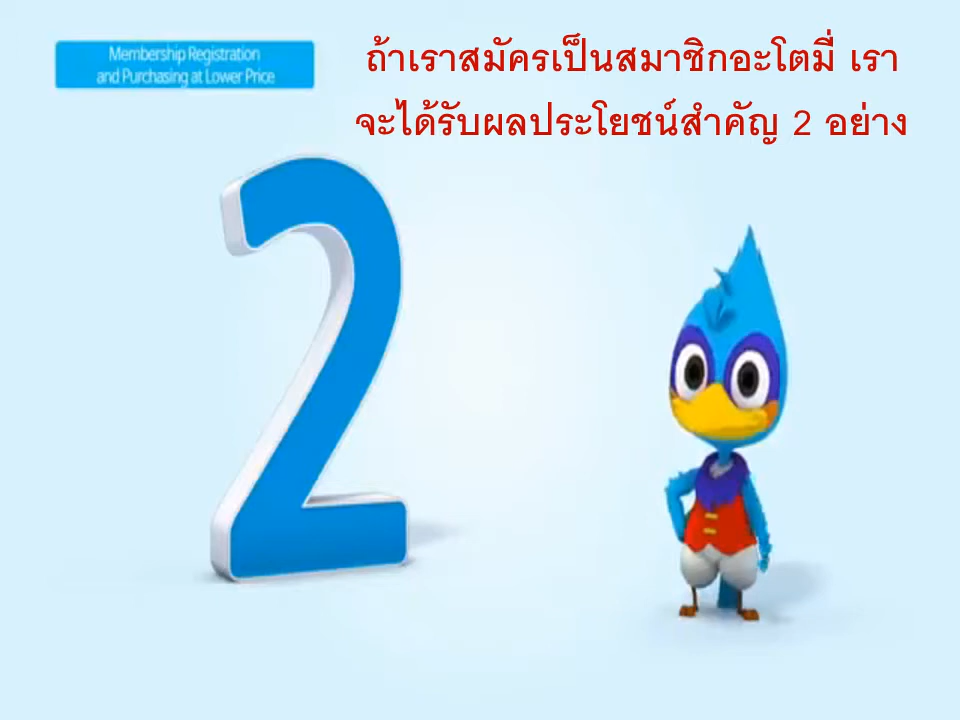 Membership Registration
and Purchasing at Lower Price
ถ้าเราสมัครเป็นสมาชิกอะโตมี่ เรา
จะได้รับผลประโยชน์สำคัญ 2 อย่าง
2